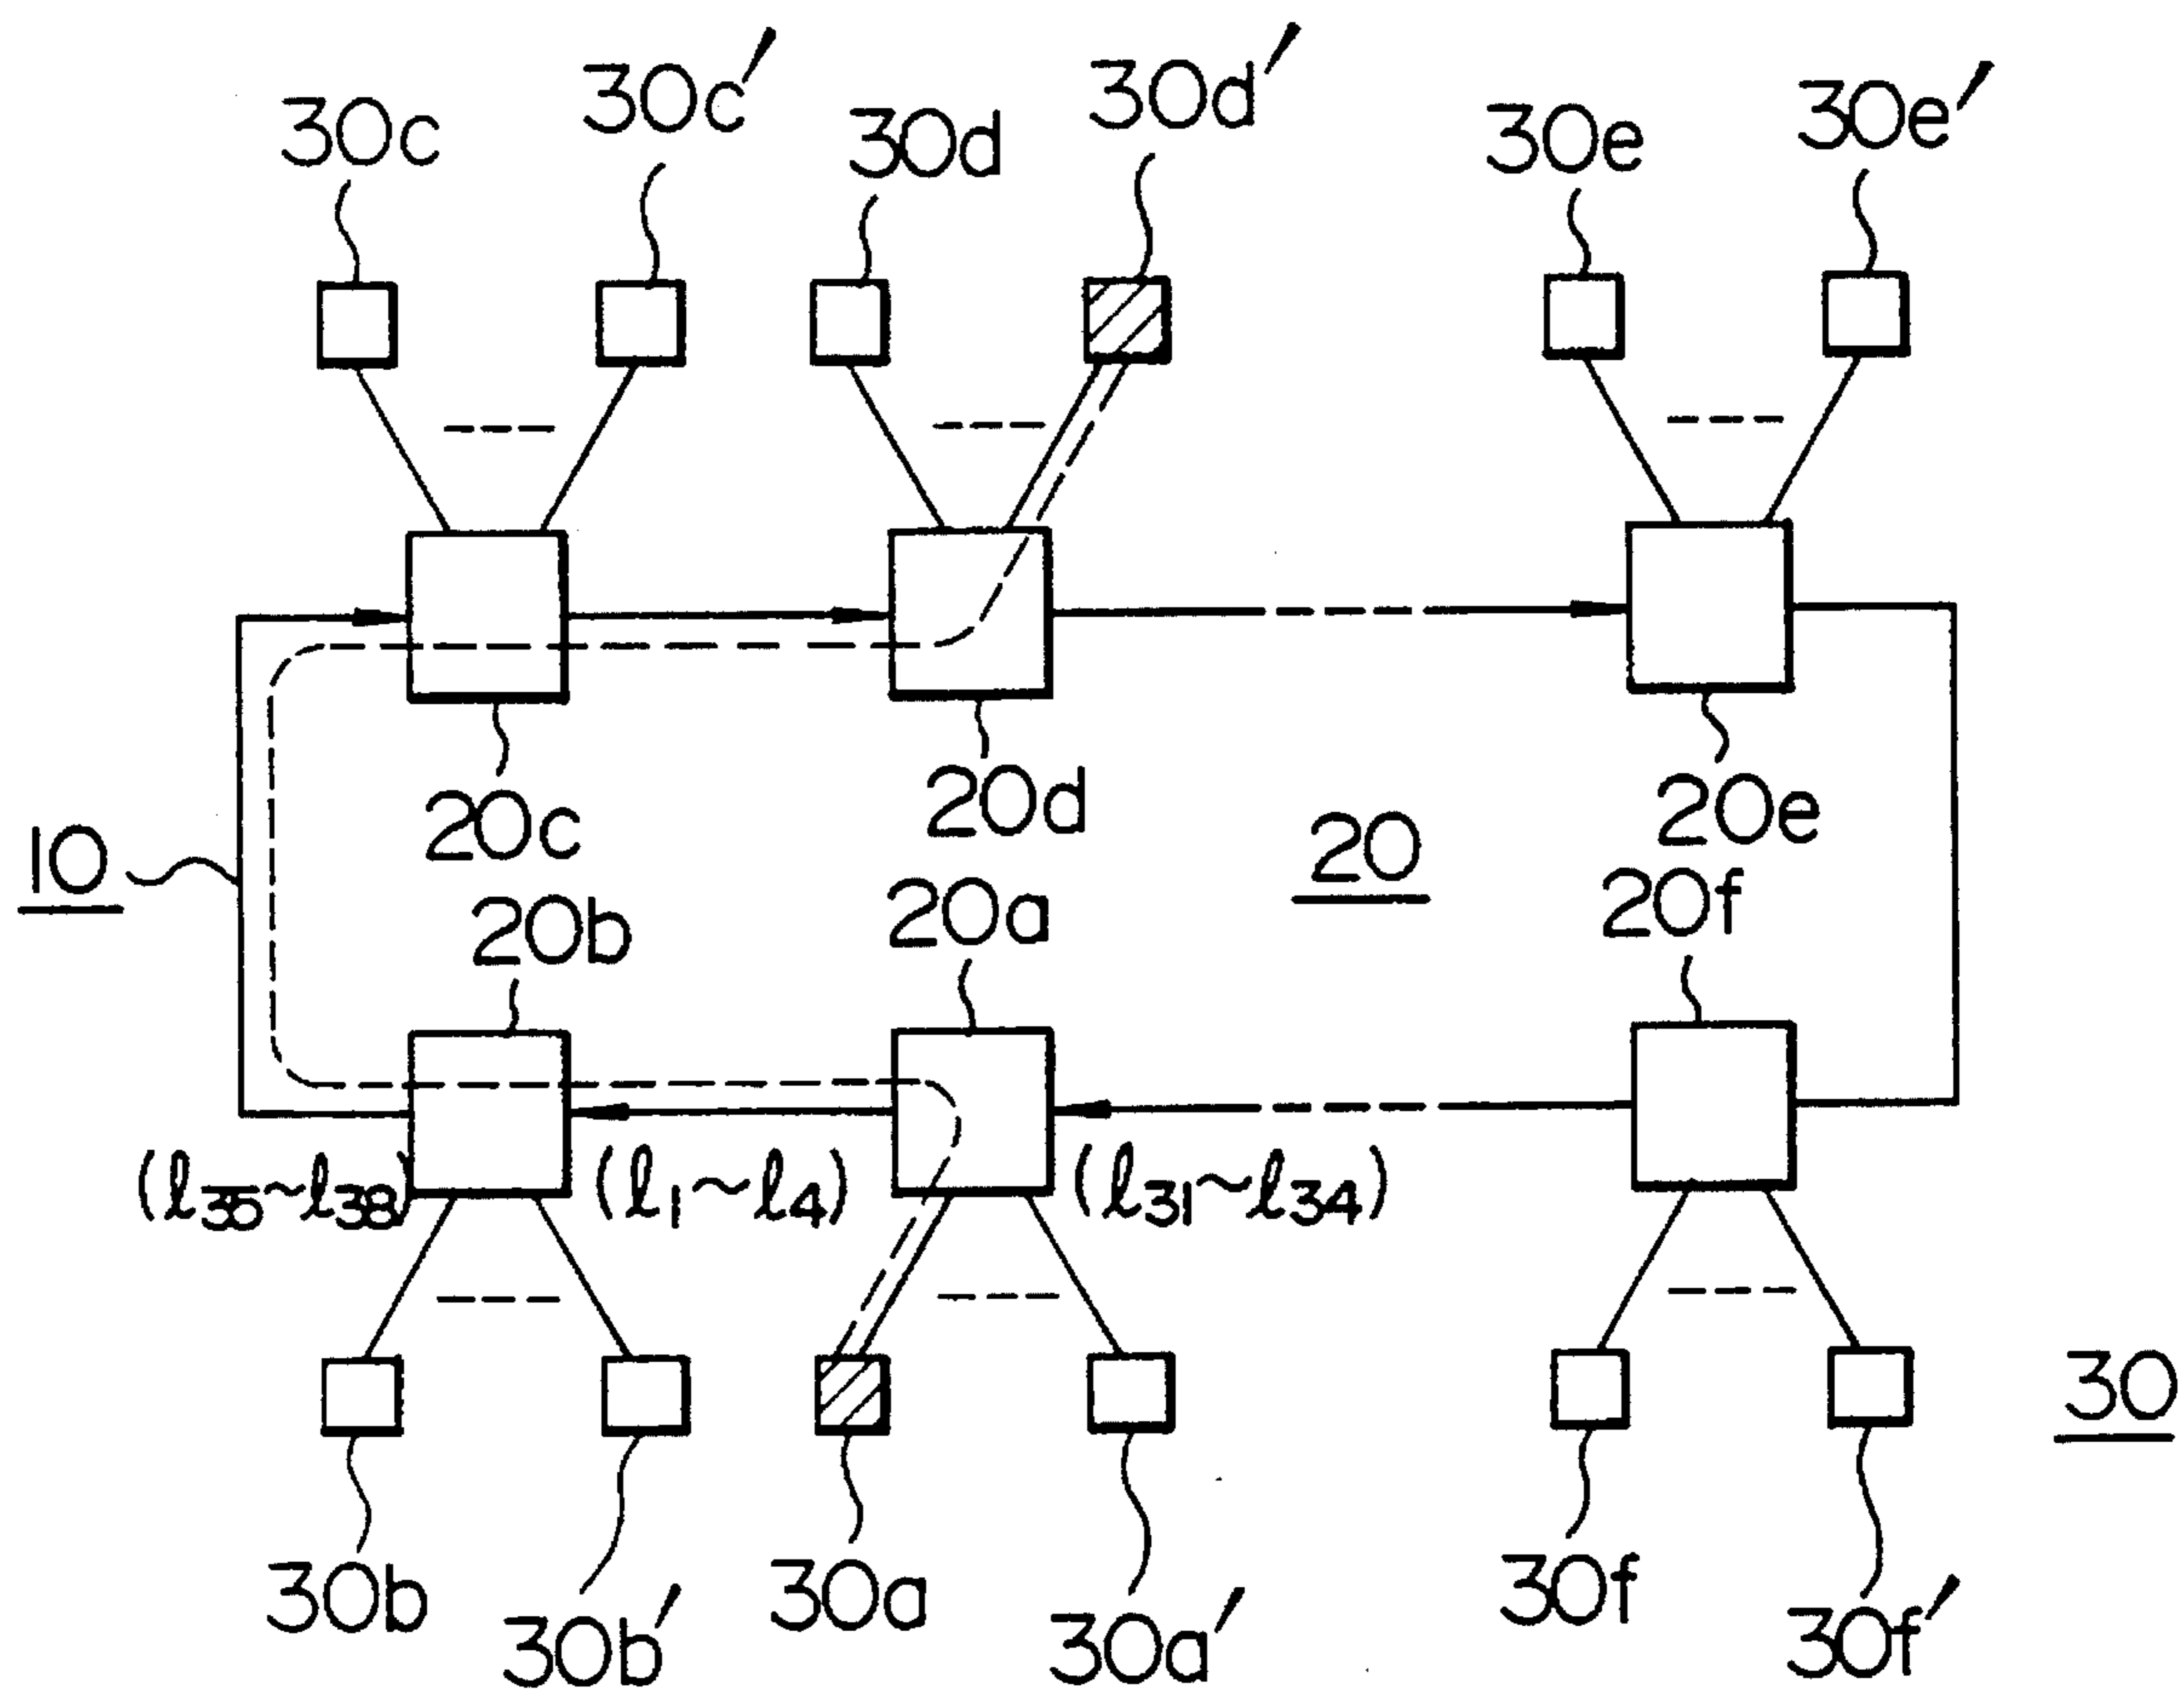 30c 30c′ 30d 30d′ 30e 30e′
20c 20d 20e
10 20
20b 20a 20f
(ℓ35~ℓ38) (ℓ1~ℓ4) (ℓ31~ℓ34)
30
30b 30b′ 30a 30a′ 30f 30f′